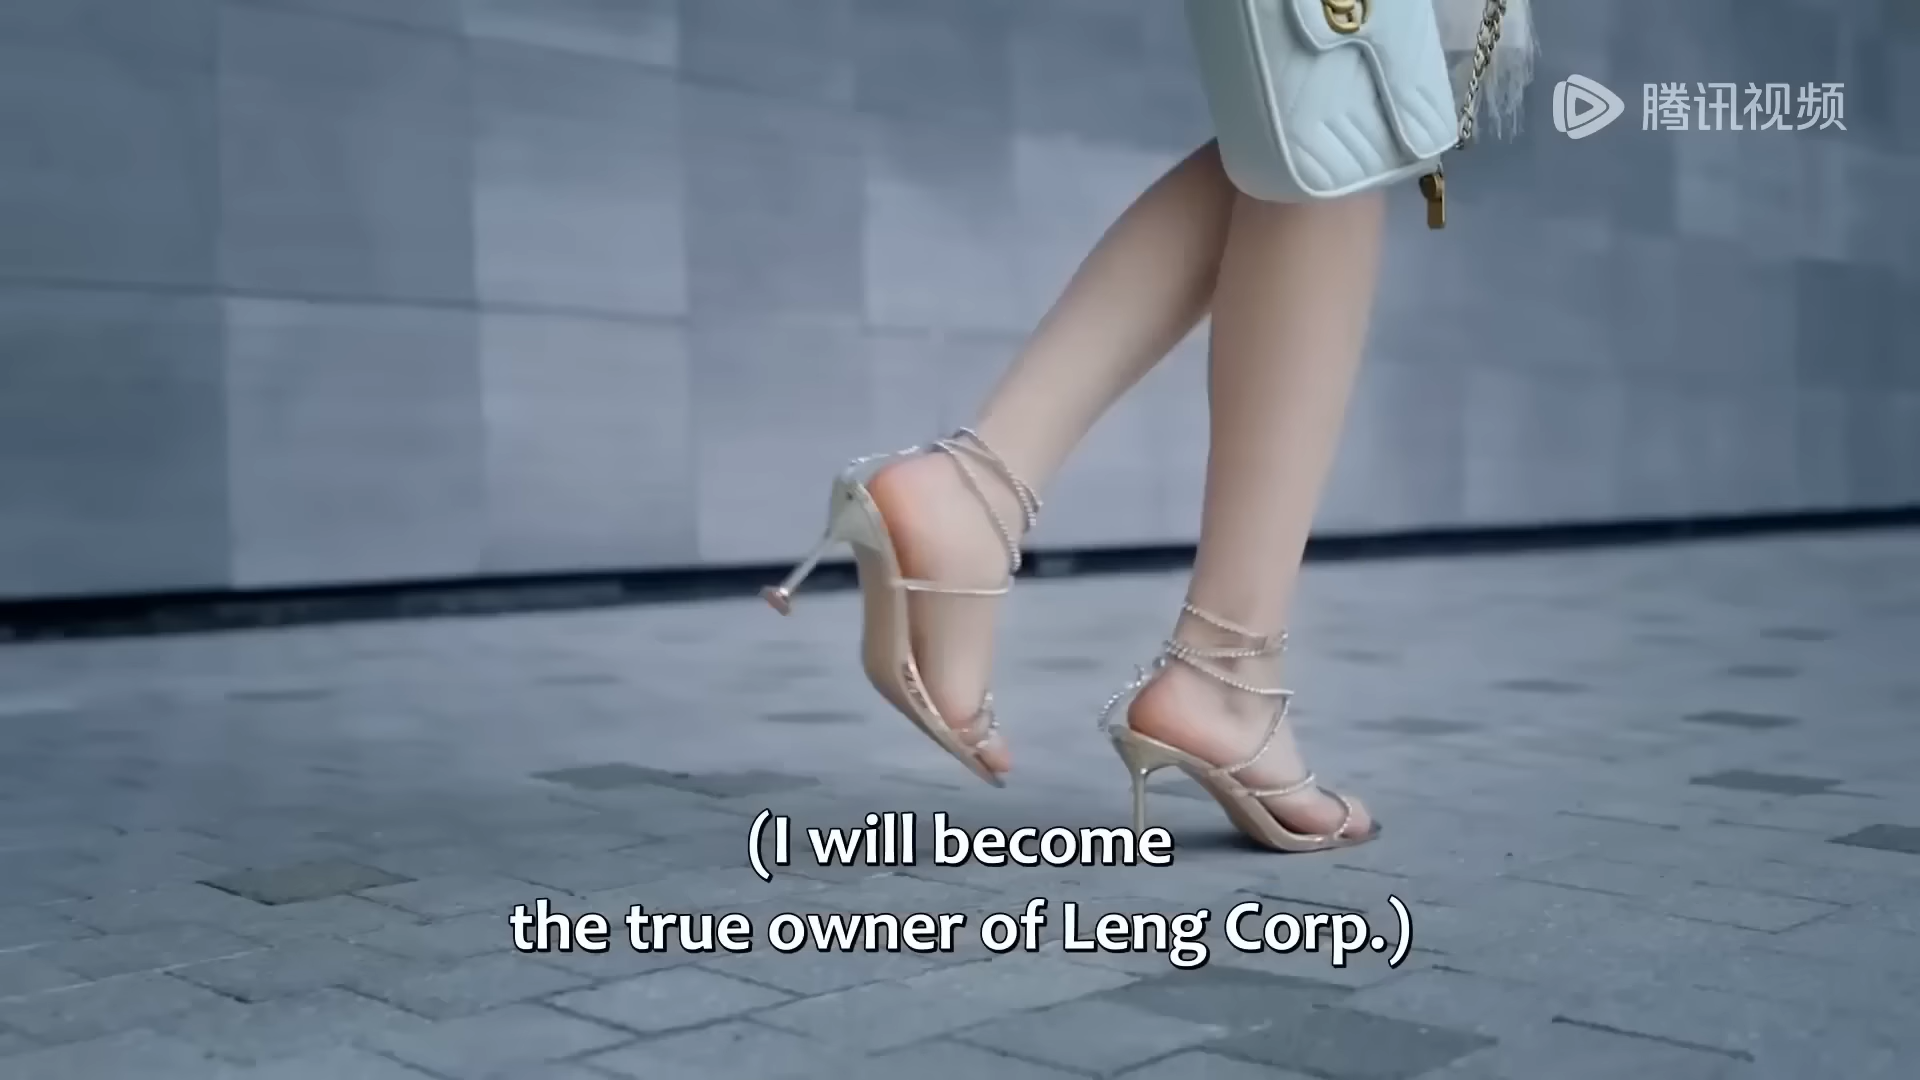 腾讯视频
(I will become
the true owner of Leng Corp.)